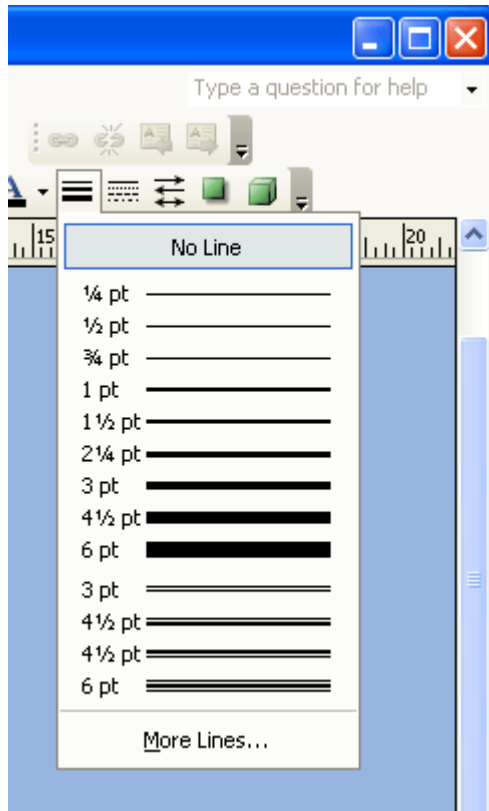 Type a question for help
A
15
20
No Line
¼ pt
½ pt
¾ pt
1 pt
1½ pt
2¼ pt
3 pt
4½ pt
6 pt
3 pt
4½ pt
4½ pt
6 pt
More Lines...